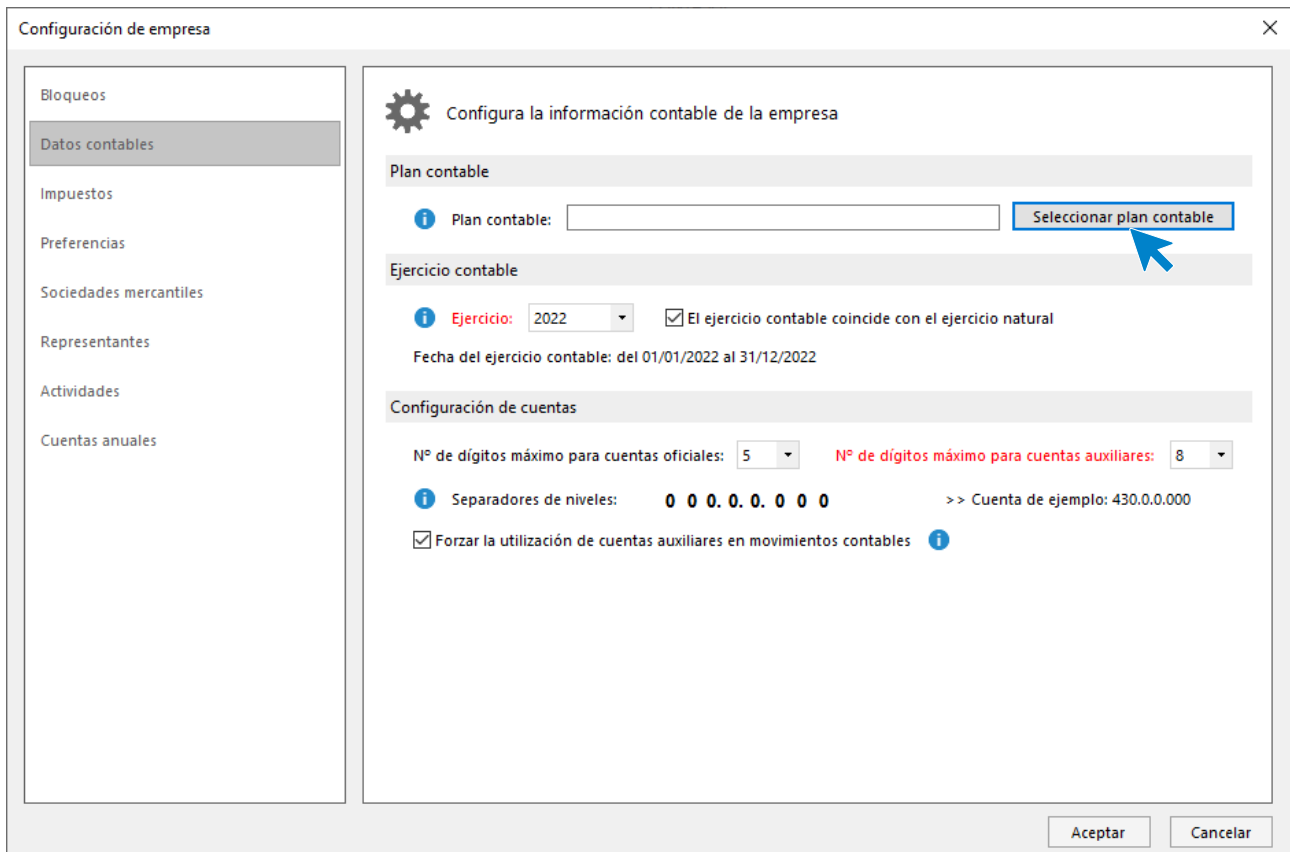 Configuración de empresa
Bloqueos
Datos contables
Impuestos
Preferencias
Sociedades mercantiles
Representantes
Actividades
Cuentas anuales
Configura la información contable de la empresa
Plan contable
Plan contable: Seleccionar plan contable
Ejercicio contable
Ejercicio: 2022 El ejercicio contable coincide con el ejercicio natural
Fecha del ejercicio contable: del 01/01/2022 al 31/12/2022
Configuración de cuentas
Nº de dígitos máximo para cuentas oficiales: 5 Nº de dígitos máximo para cuentas auxiliares: 8
Separadores de niveles: 0 0 0. 0. 0. 0 0 0 >> Cuenta de ejemplo: 430.0.0.000
Forzar la utilización de cuentas auxiliares en movimientos contables
Aceptar Cancelar